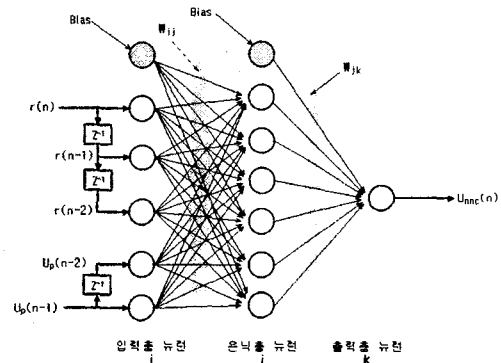 Bias
W_ij
Bias
W_jk
r(n)
Z⁻¹
r(n-1)
Z⁻¹
r(n-2)
U_p(n-2)
Z⁻¹
U_p(n-1)
U_nnc(n)
입력층 뉴런
i
은닉층 뉴런
j
출력층 뉴런
k